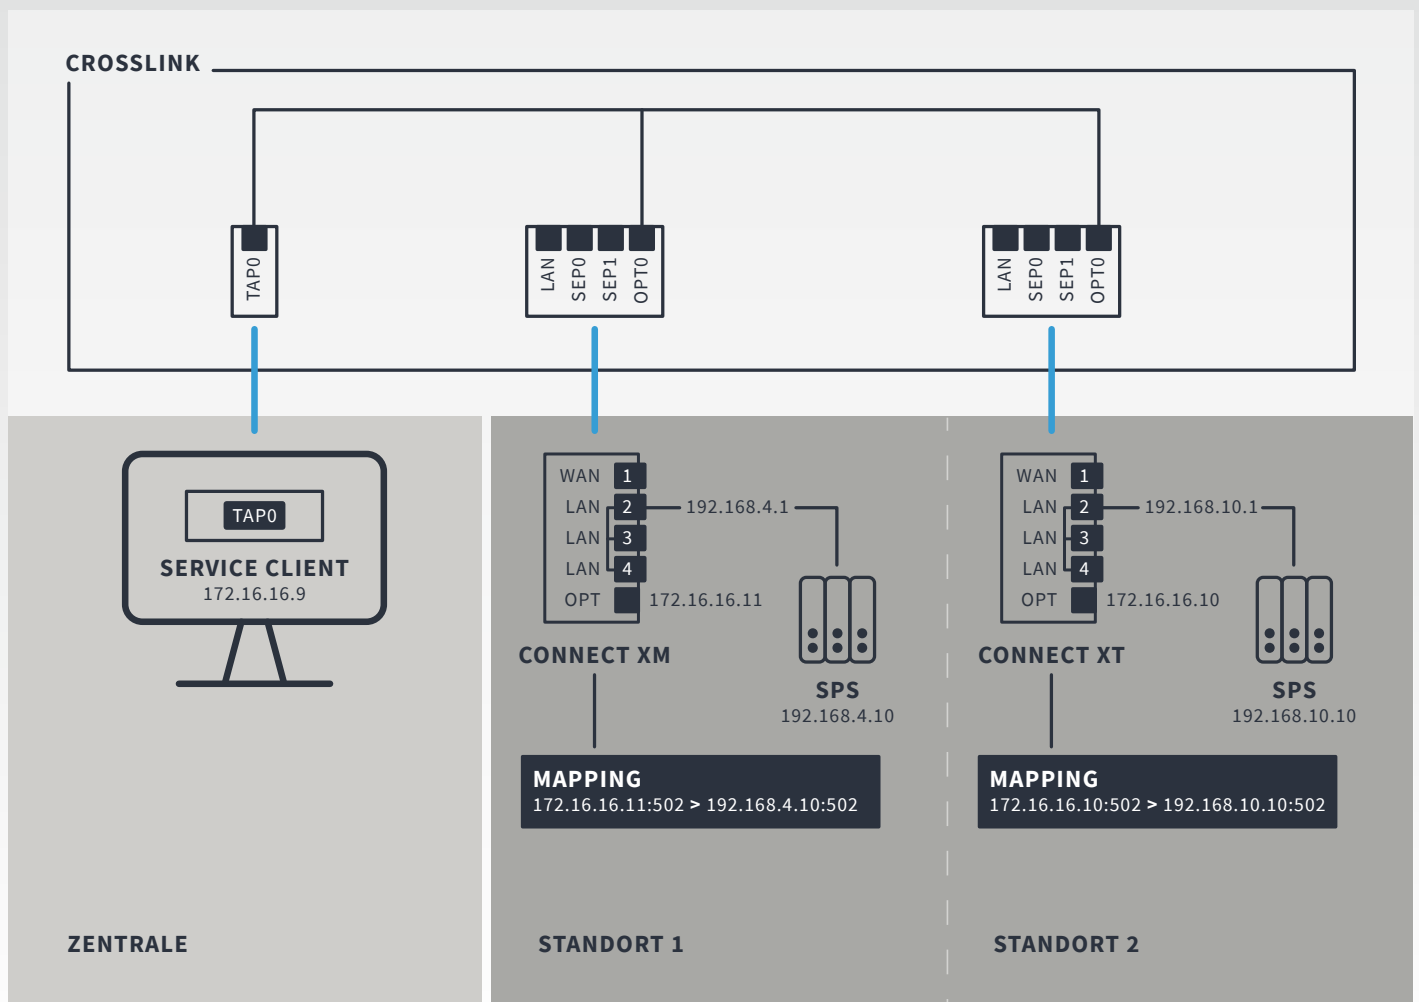 CROSSLINK
TAP0
LAN
SEP0
SEP1
OPT0
LAN
SEP0
SEP1
OPT0
TAP0
SERVICE CLIENT
172.16.16.9
WAN 1
LAN 2 192.168.4.1
LAN 3
LAN 4
OPT 172.16.16.11
CONNECT XM
SPS
192.168.4.10
MAPPING
172.16.16.11:502 > 192.168.4.10:502
WAN 1
LAN 2 192.168.10.1
LAN 3
LAN 4
OPT 172.16.16.10
CONNECT XT
SPS
192.168.10.10
MAPPING
172.16.16.10:502 > 192.168.10.10:502
ZENTRALE
STANDORT 1
STANDORT 2